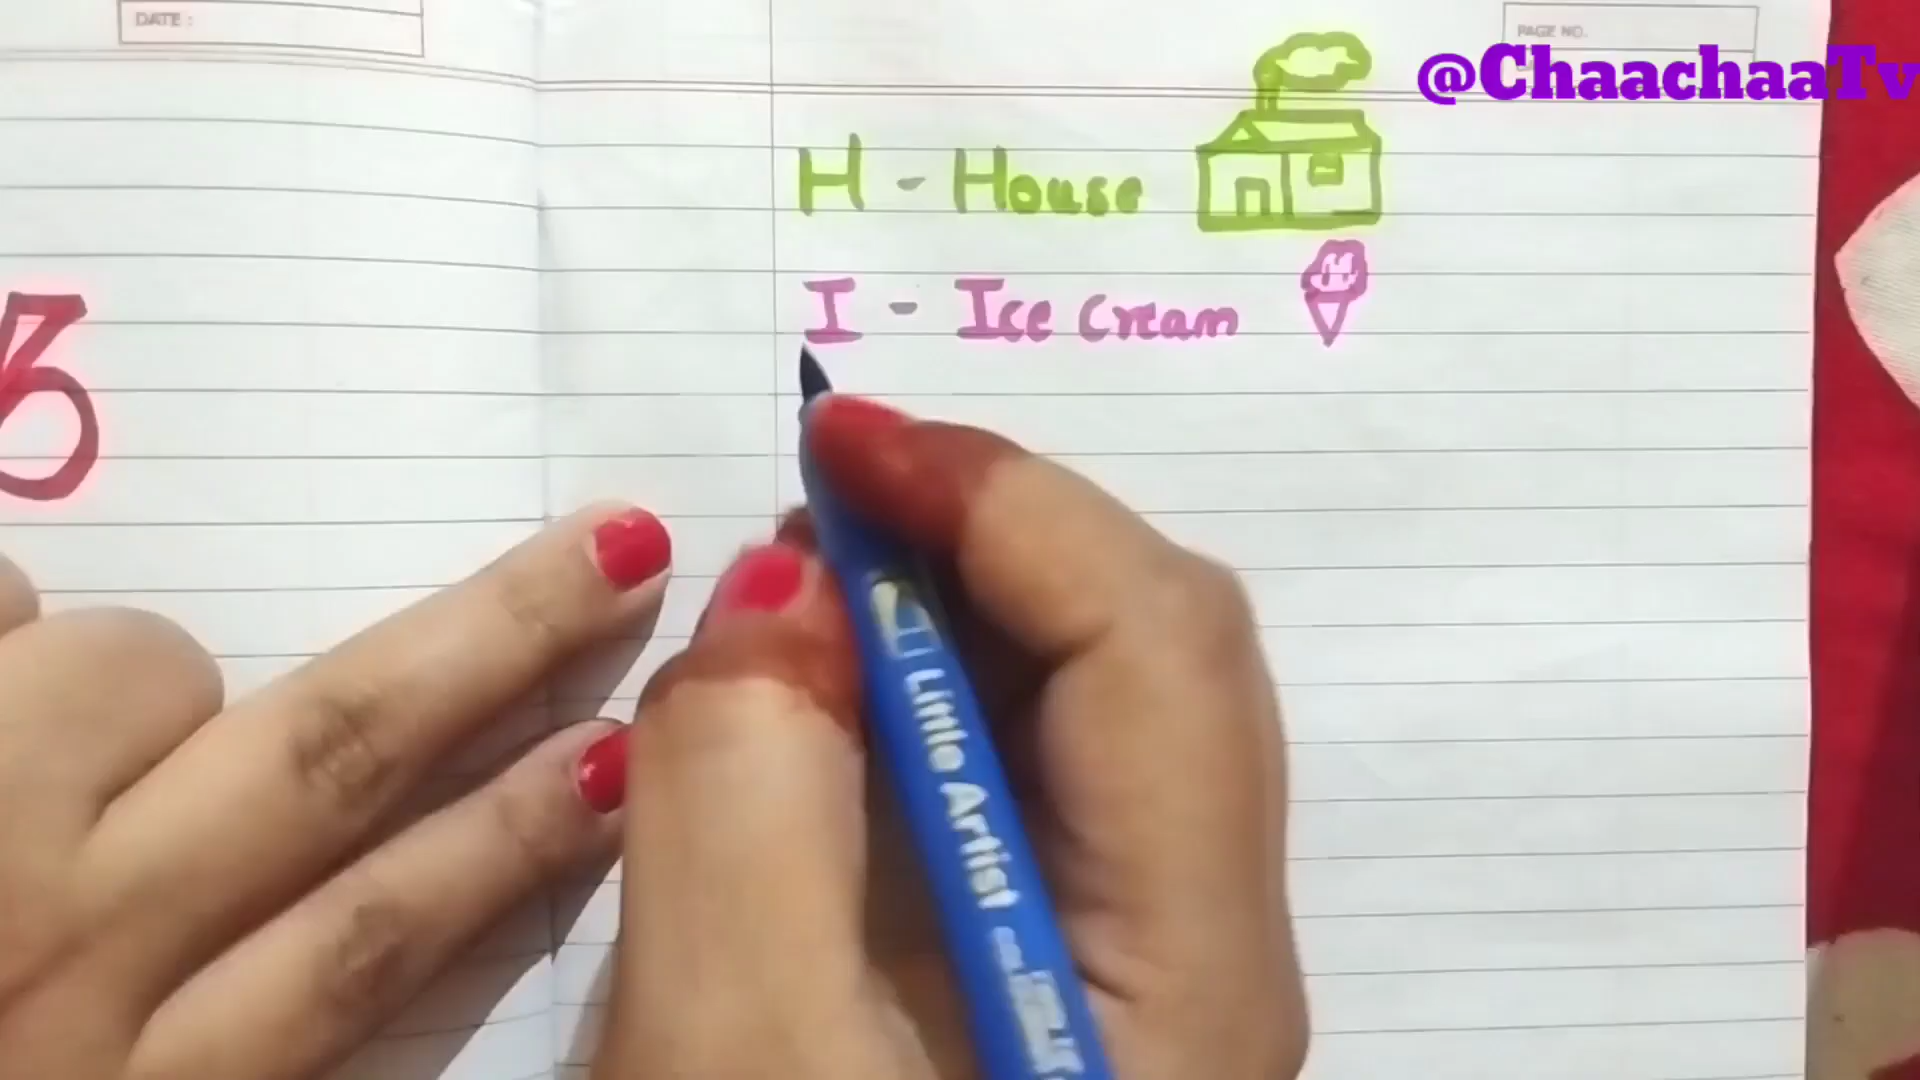 DATE :
PAGE NO.
@ChaachaaTv
H - House
I - Ice Cream
Little Artist